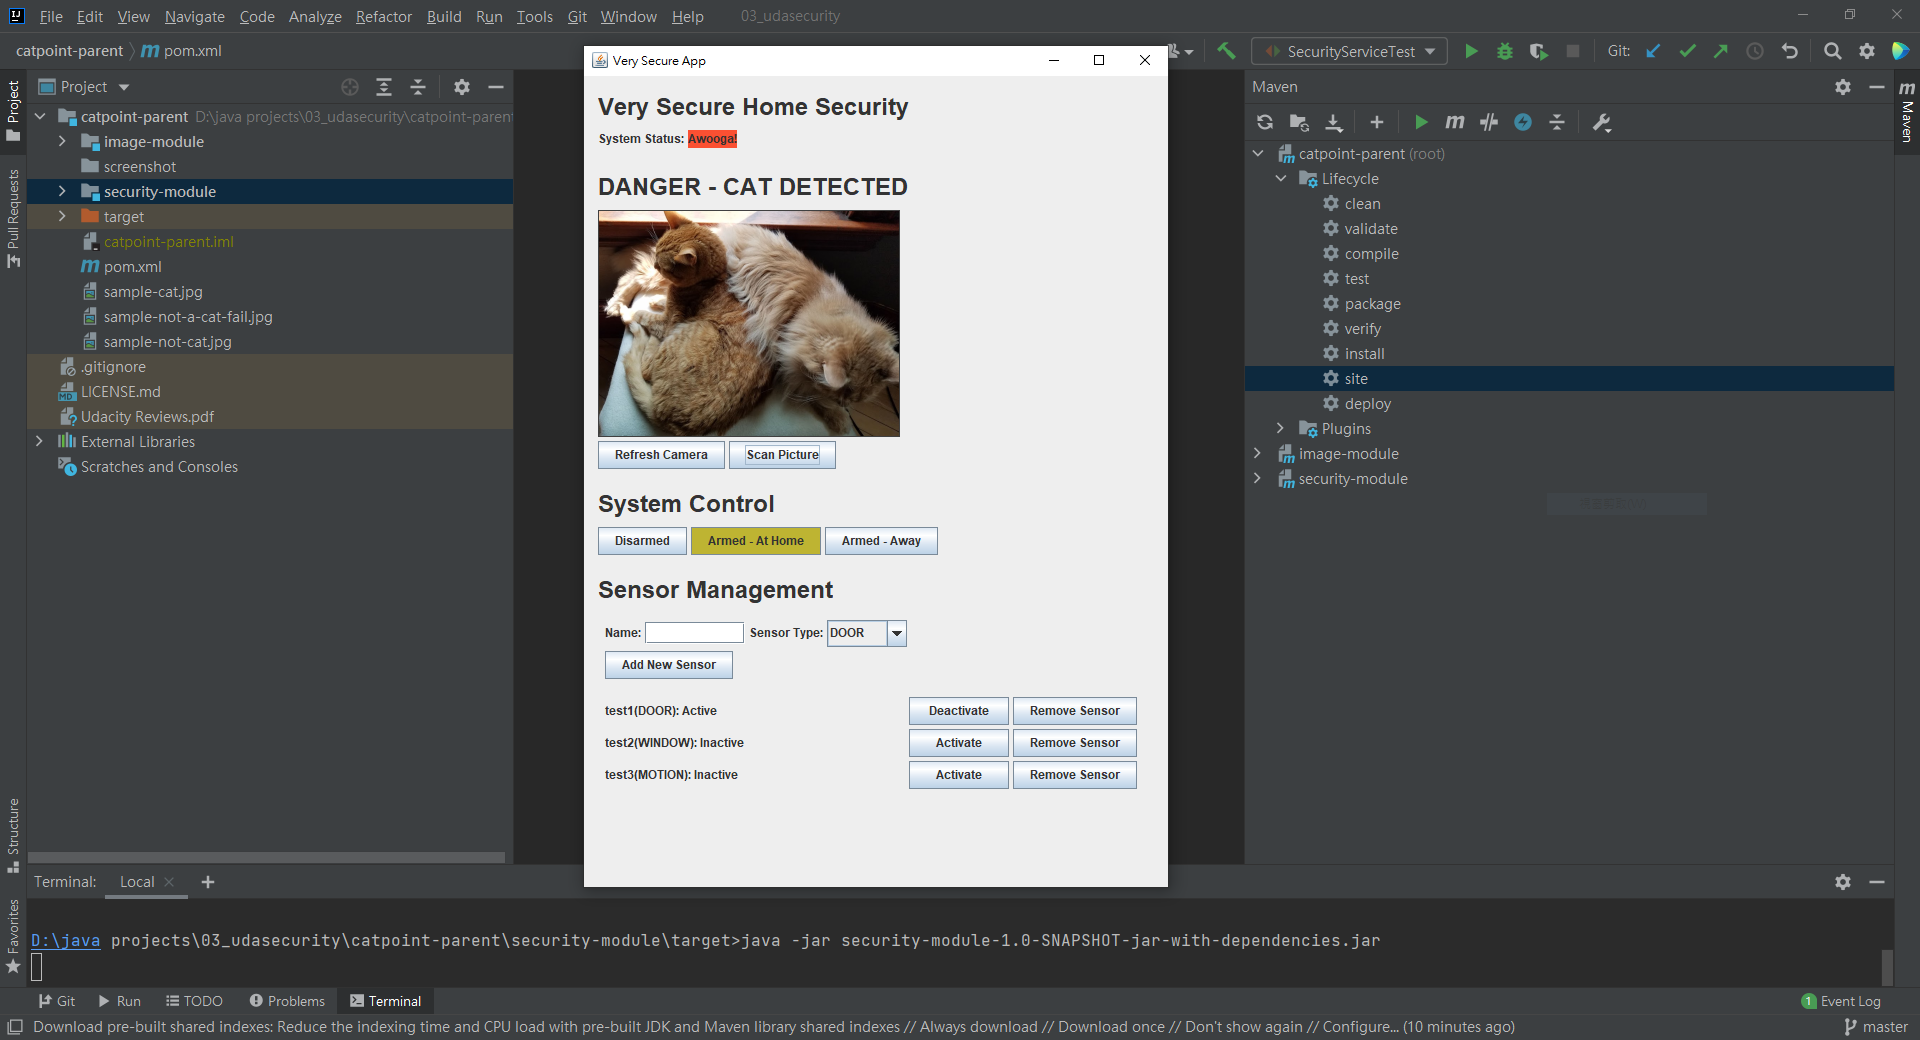 File Edit View Navigate Code Analyze Refactor Build Run Tools Git Window Help 03_udasecurity
catpoint-parent pom.xml
SecurityServiceTest Git:
Project
Project
Pull Requests
Structure
Favorites
catpoint-parent D:\java projects\03_udasecurity\catpoint-parent
image-module
screenshot
security-module
target
catpoint-parent.iml
pom.xml
sample-cat.jpg
sample-not-a-cat-fail.jpg
sample-not-cat.jpg
.gitignore
LICENSE.md
Udacity Reviews.pdf
External Libraries
Scratches and Consoles
Very Secure App
Very Secure Home Security
System Status: Awooga!
DANGER - CAT DETECTED
Refresh Camera Scan Picture
System Control
Disarmed Armed - At Home Armed - Away
Sensor Management
Name: Sensor Type: DOOR
Add New Sensor
test1(DOOR): Active Deactivate Remove Sensor
test2(WINDOW): Inactive Activate Remove Sensor
test3(MOTION): Inactive Activate Remove Sensor
Maven
Maven
catpoint-parent (root)
Lifecycle
clean
validate
compile
test
package
verify
install
site
deploy
Plugins
image-module
security-module
Terminal: Local
D:\java projects\03_udasecurity\catpoint-parent\security-module\target>java -jar security-module-1.0-SNAPSHOT-jar-with-dependencies.jar
Git Run TODO Problems Terminal 1 Event Log
Download pre-built shared indexes: Reduce the indexing time and CPU load with pre-built JDK and Maven library shared indexes // Always download // Download once // Don't show again // Configure... (10 minutes ago) master